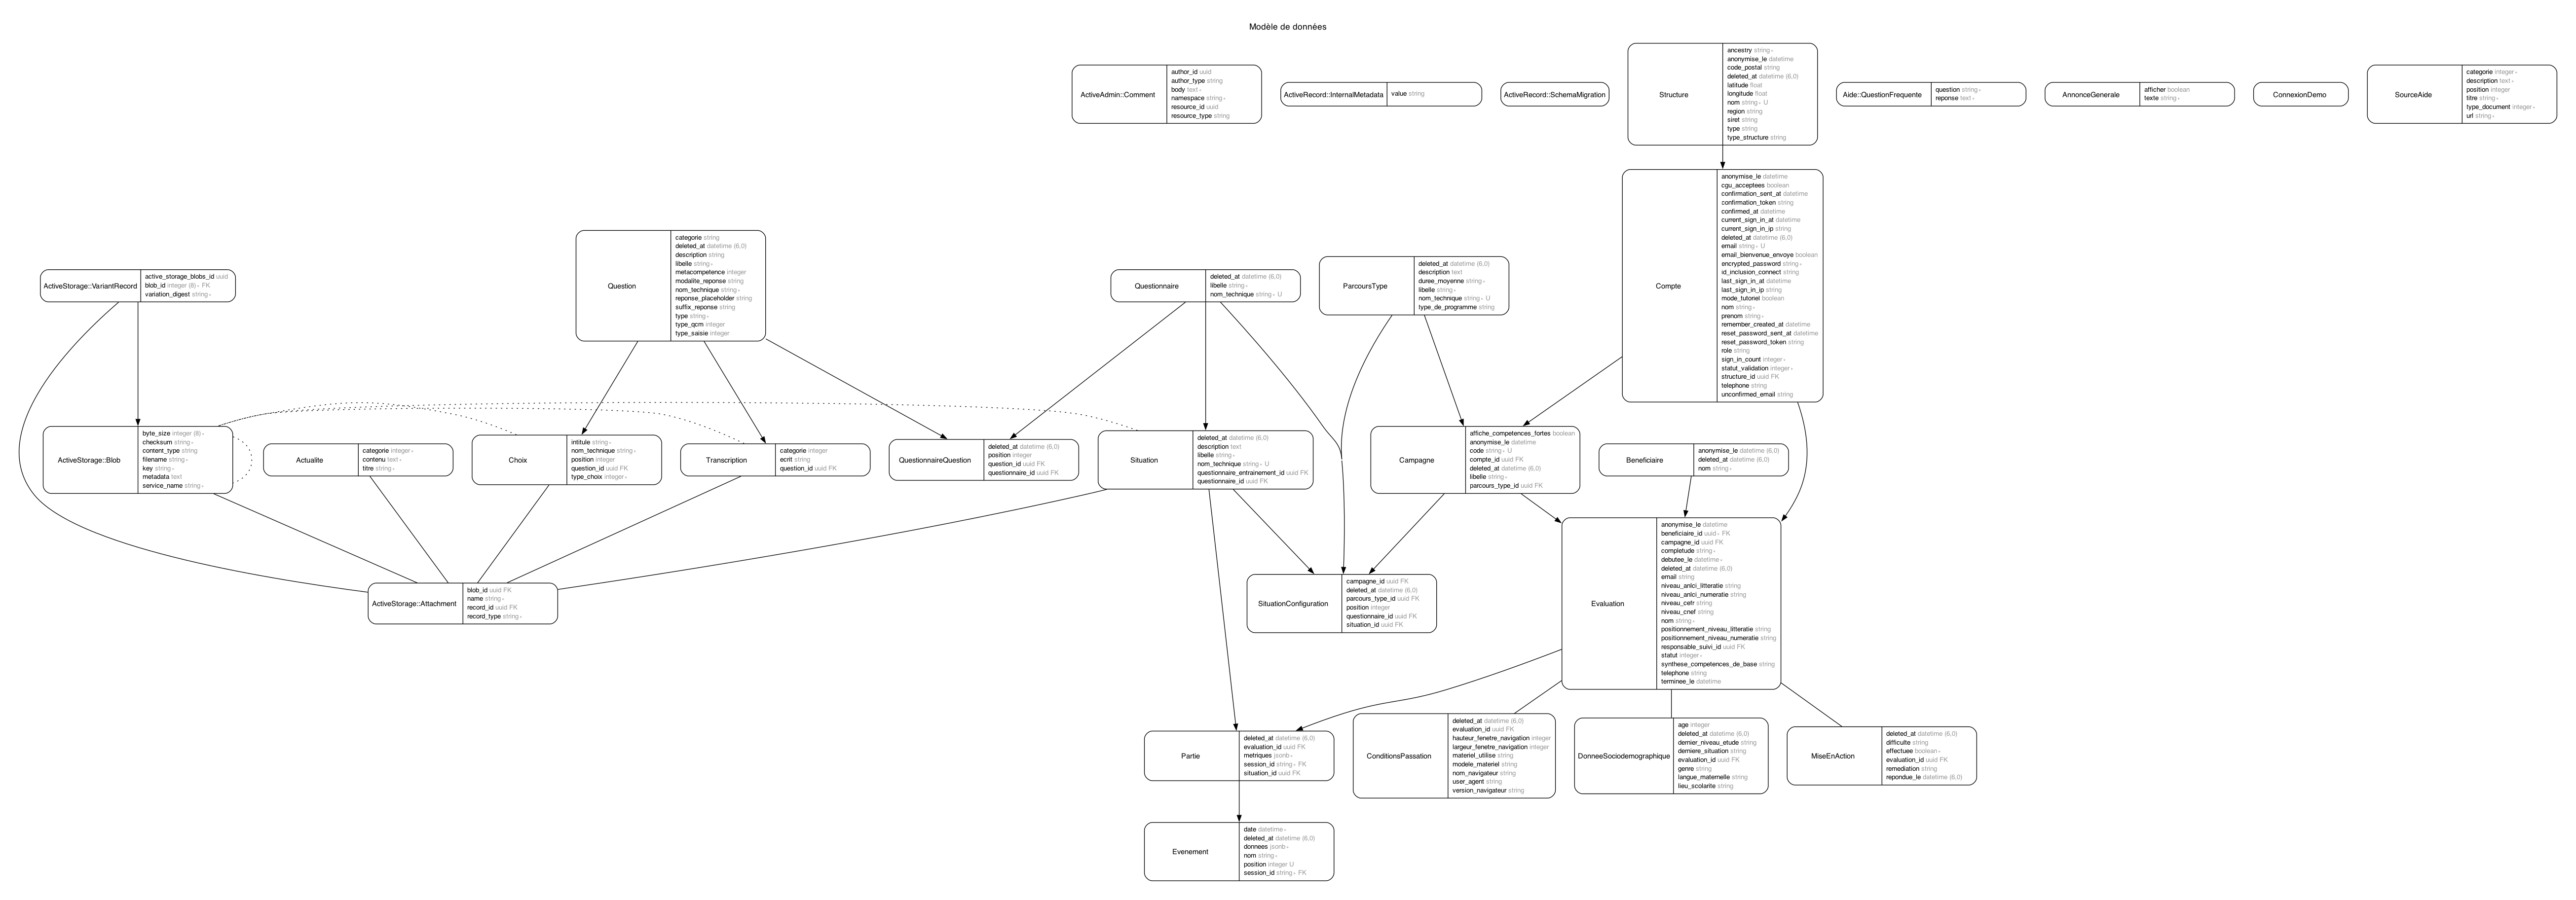 Modèle de données
ActiveAdmin::Comment
author_id uuid
author_type string
body text *
namespace string *
resource_id uuid
resource_type string
ActiveRecord::InternalMetadata
value string
ActiveRecord::SchemaMigration
Structure
ancestry string *
anonymise_le datetime
code_postal string
deleted_at datetime (6,0)
latitude float
longitude float
nom string * U
region string
siret string
type string
type_structure string
Aide::QuestionFrequente
question string *
reponse text *
AnnonceGenerale
afficher boolean
texte string *
ConnexionDemo
SourceAide
categorie integer *
description text *
position integer
titre string *
type_document integer *
url string *
Compte
anonymise_le datetime
cgu_acceptees boolean
confirmation_sent_at datetime
confirmation_token string
confirmed_at datetime
current_sign_in_at datetime
current_sign_in_ip string
deleted_at datetime (6,0)
email string * U
email_bienvenue_envoye boolean
encrypted_password string *
id_inclusion_connect string
last_sign_in_at datetime
last_sign_in_ip string
mode_tutoriel boolean
nom string *
prenom string *
remember_created_at datetime
reset_password_sent_at datetime
reset_password_token string
role string
sign_in_count integer *
statut_validation integer *
structure_id uuid FK
telephone string
unconfirmed_email string
ActiveStorage::VariantRecord
active_storage_blobs_id uuid
blob_id integer (8) * FK
variation_digest string *
Question
categorie string
deleted_at datetime (6,0)
description string
libelle string *
metacompetence integer
modalite_reponse string
nom_technique string *
reponse_placeholder string
suffix_reponse string
type string *
type_qcm integer
type_saisie integer
Questionnaire
deleted_at datetime (6,0)
libelle string *
nom_technique string * U
ParcoursType
deleted_at datetime (6,0)
description text
duree_moyenne string *
libelle string *
nom_technique string * U
type_de_programme string
ActiveStorage::Blob
byte_size integer (8) *
checksum string *
content_type string
filename string *
key string *
metadata text
service_name string *
Actualite
categorie integer *
contenu text *
titre string *
Choix
intitule string *
nom_technique string *
position integer
question_id uuid FK
type_choix integer *
Transcription
categorie integer
ecrit string
question_id uuid FK
QuestionnaireQuestion
deleted_at datetime (6,0)
position integer
question_id uuid FK
questionnaire_id uuid FK
Situation
deleted_at datetime (6,0)
description text
libelle string *
nom_technique string * U
questionnaire_entrainement_id uuid FK
questionnaire_id uuid FK
Campagne
affiche_competences_fortes boolean
anonymise_le datetime
code string * U
compte_id uuid FK
deleted_at datetime (6,0)
libelle string *
parcours_type_id uuid FK
Beneficiaire
anonymise_le datetime (6,0)
deleted_at datetime (6,0)
nom string *
ActiveStorage::Attachment
blob_id uuid FK
name string *
record_id uuid FK
record_type string *
SituationConfiguration
campagne_id uuid FK
deleted_at datetime (6,0)
parcours_type_id uuid FK
position integer
questionnaire_id uuid FK
situation_id uuid FK
Evaluation
anonymise_le datetime
beneficiaire_id uuid * FK
campagne_id uuid FK
completude string *
debutee_le datetime *
deleted_at datetime (6,0)
email string
niveau_anlci_litteratie string
niveau_anlci_numeratie string
niveau_cefr string
niveau_cnef string
nom string *
positionnement_niveau_litteratie string
positionnement_niveau_numeratie string
responsable_suivi_id uuid FK
statut integer *
synthese_competences_de_base string
telephone string
terminee_le datetime
Partie
deleted_at datetime (6,0)
evaluation_id uuid FK
metriques jsonb *
session_id string * FK
situation_id uuid FK
ConditionsPassation
deleted_at datetime (6,0)
evaluation_id uuid FK
hauteur_fenetre_navigation integer
largeur_fenetre_navigation integer
materiel_utilise string
modele_materiel string
nom_navigateur string
user_agent string
version_navigateur string
DonneeSociodemographique
age integer
deleted_at datetime (6,0)
dernier_niveau_etude string
derniere_situation string
evaluation_id uuid FK
genre string
langue_maternelle string
lieu_scolarite string
MiseEnAction
deleted_at datetime (6,0)
difficulte string
effectuee boolean *
evaluation_id uuid FK
remediation string
repondue_le datetime (6,0)
Evenement
date datetime *
deleted_at datetime (6,0)
donnees jsonb *
nom string *
position integer U
session_id string * FK